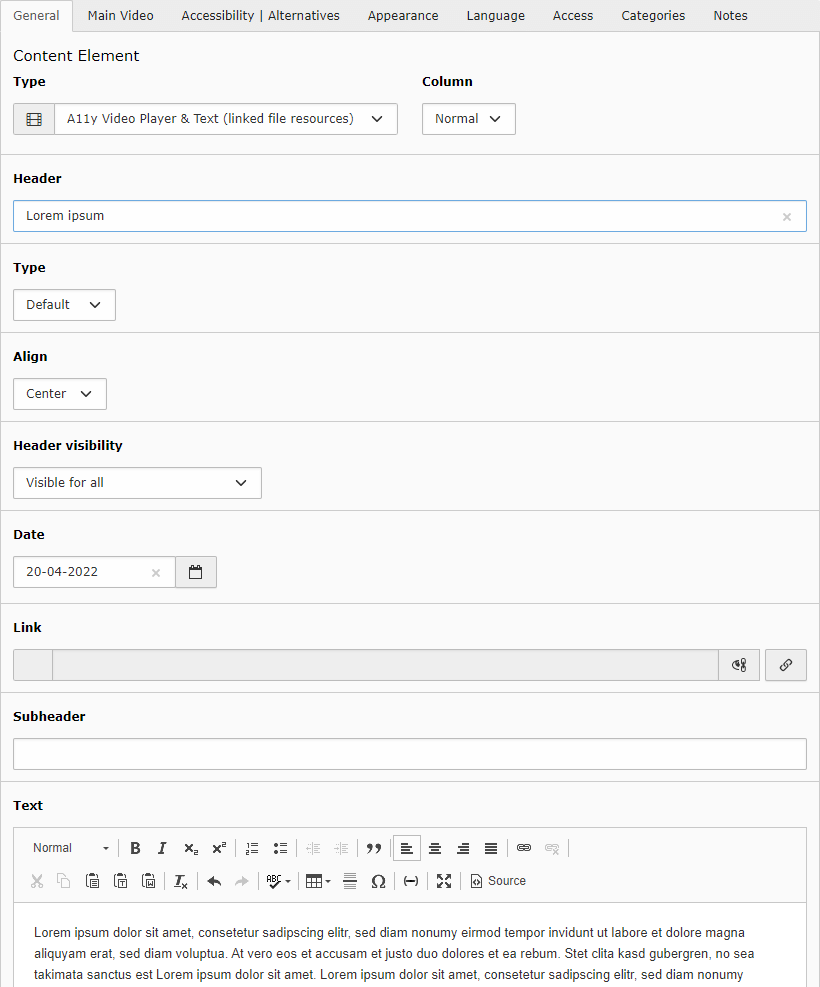 General Main Video Accessibility | Alternatives Appearance Language Access Categories Notes
Content Element
Type Column
A11y Video Player & Text (linked file resources) Normal
Header
Lorem ipsum
Type
Default
Align
Center
Header visibility
Visible for all
Date
20-04-2022
Link
Subheader
Text
Normal
Source
Lorem ipsum dolor sit amet, consetetur sadipscing elitr, sed diam nonumy eirmod tempor invidunt ut labore et dolore magna
aliquyam erat, sed diam voluptua. At vero eos et accusam et justo duo dolores et ea rebum. Stet clita kasd gubergren, no sea
takimata sanctus est Lorem ipsum dolor sit amet. Lorem ipsum dolor sit amet, consetetur sadipscing elitr, sed diam nonumy